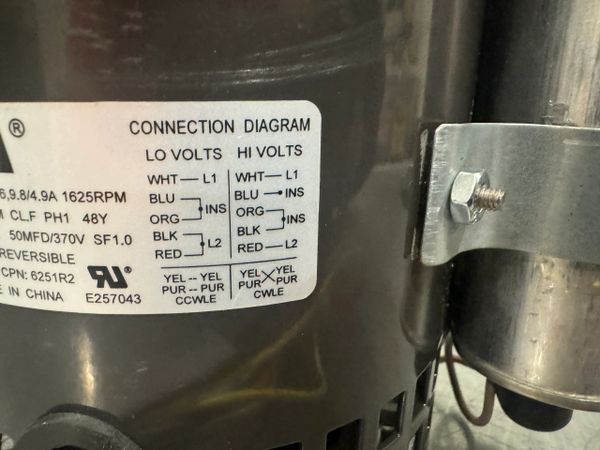 ®
6,9.8/4.9A 1625RPM
CL.F PH1 48Y
50MFD/370V SF1.0
REVERSIBLE
CPN: 6251R2
IN CHINA
E257043
CONNECTION DIAGRAM
LO VOLTS
WHT L1
BLU
ORG INS
BLK
RED L2
YEL -- YEL
PUR -- PUR
CCWLE
HI VOLTS
WHT L1
BLU INS
ORG
BLK INS
RED L2
YEL YEL
PUR PUR
CWLE